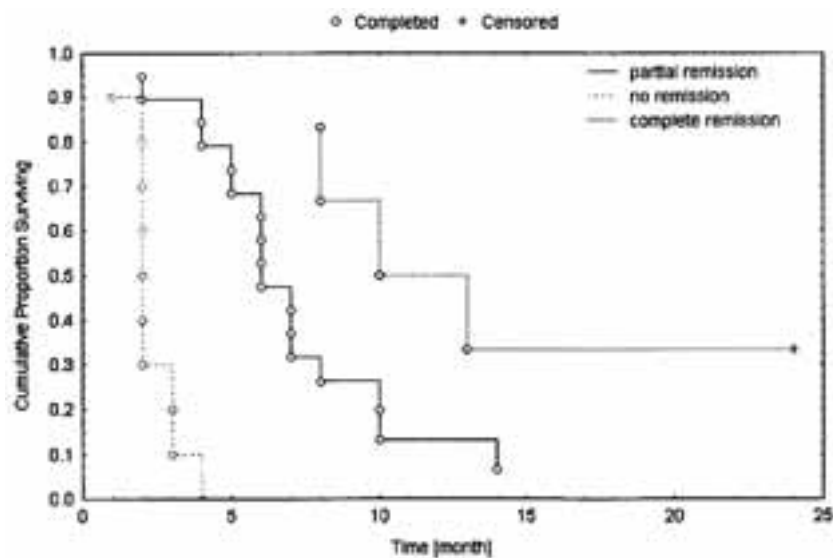 Completed Censored
1.0
0.9
0.8
0.7
0.6
0.5
0.4
0.3
0.2
0.1
0.0
Cumulative Proportion Surviving
partial remission
no remission
complete remission
0 5 10 15 20 25
Time [month]